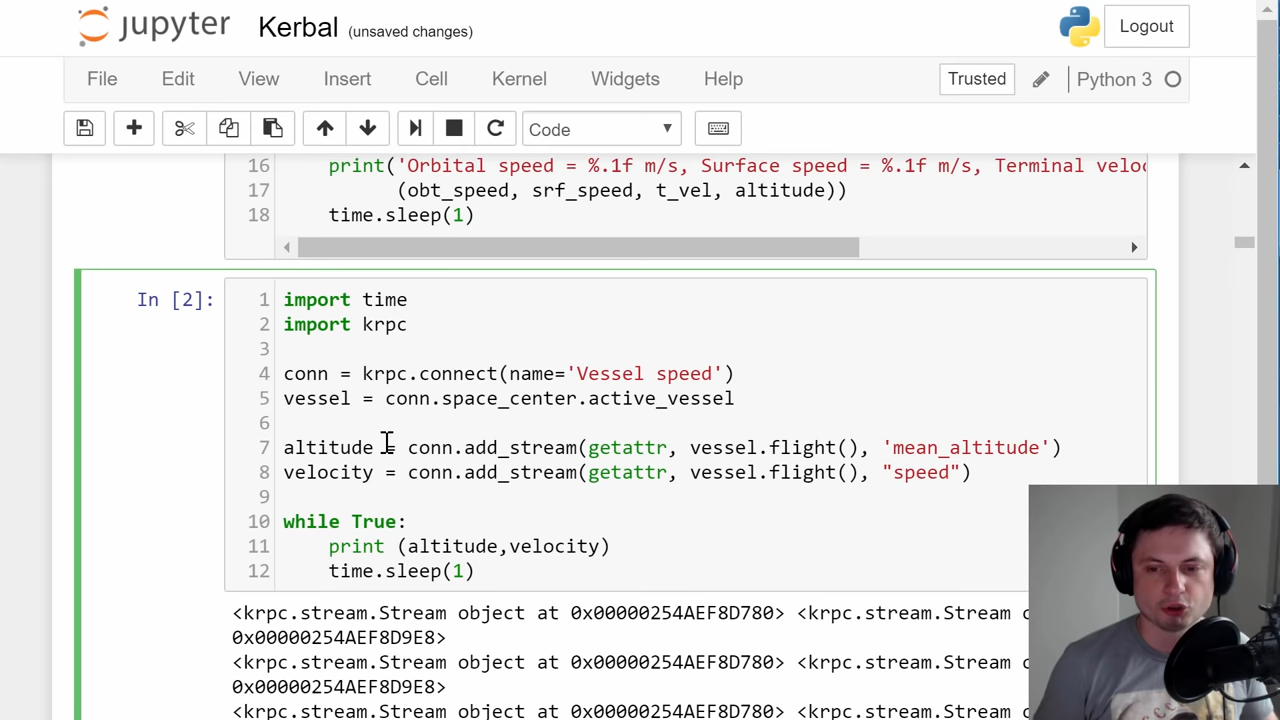 jupyter Kerbal (unsaved changes) Logout
File Edit View Insert Cell Kernel Widgets Help Trusted Python 3
Code
16 print('Orbital speed = %.1f m/s, Surface speed = %.1f m/s, Terminal veloc
17 (obt_speed, srf_speed, t_vel, altitude))
18 time.sleep(1)
In [2]:
1 import time
2 import krpc
3
4 conn = krpc.connect(name='Vessel speed')
5 vessel = conn.space_center.active_vessel
6
7 altitude = conn.add_stream(getattr, vessel.flight(), 'mean_altitude')
8 velocity = conn.add_stream(getattr, vessel.flight(), "speed")
9
10 while True:
11 print (altitude,velocity)
12 time.sleep(1)
<krpc.stream.Stream object at 0x00000254AEF8D780> <krpc.stream.Stream
0x00000254AEF8D9E8>
<krpc.stream.Stream object at 0x00000254AEF8D780> <krpc.stream.Stream
0x00000254AEF8D9E8>
<krpc.stream.Stream object at 0x00000254AEF8D780> <krpc.stream.Stream